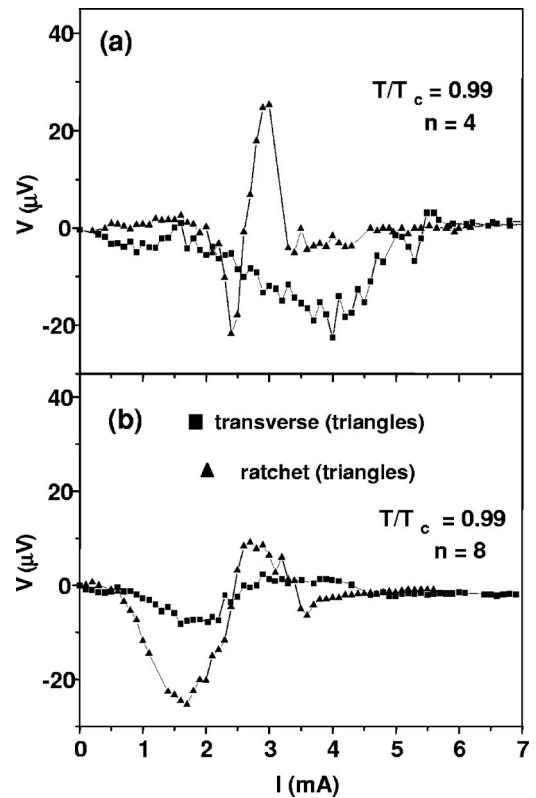 40
(a)
T/T c = 0.99
n = 4
20
V (µV)
0
-20
40
(b)
■ transverse (triangles)
▲ ratchet (triangles)
20
T/T c = 0.99
n = 8
V (µV)
0
-20
0 1 2 3 4 5 6 7
I (mA)